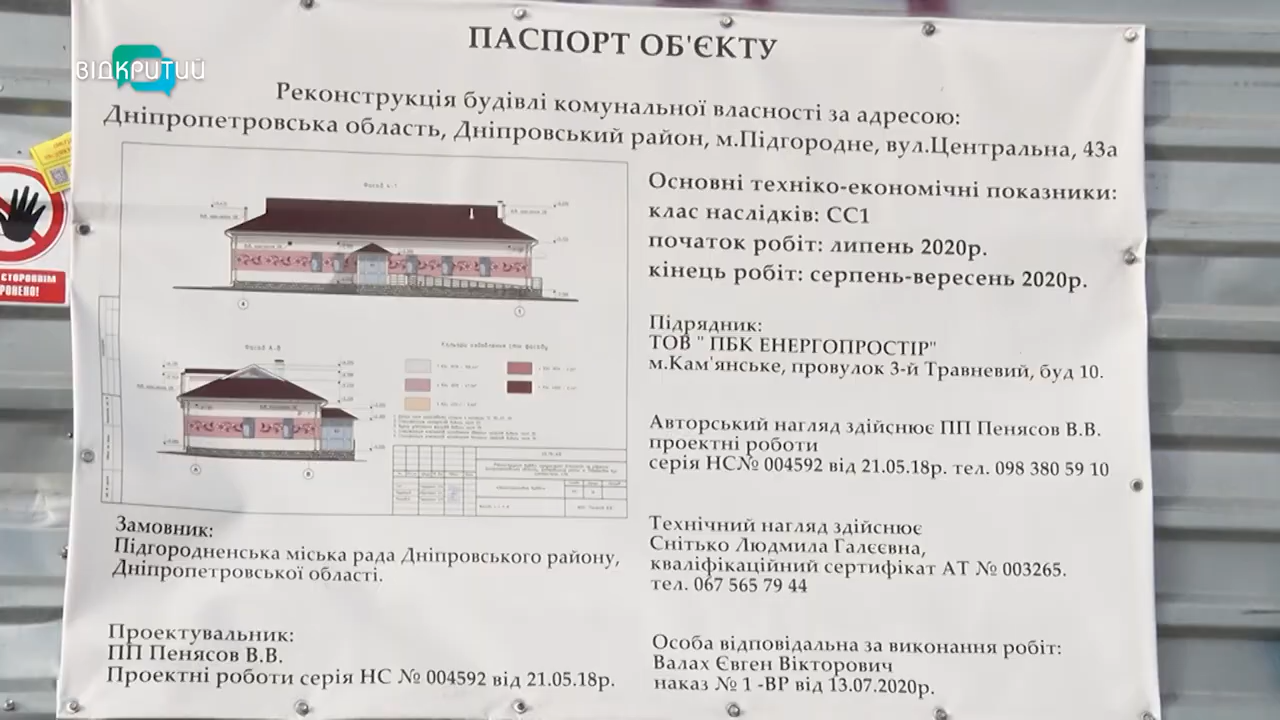 ВІДКРИТИЙ
ПАСПОРТ ОБ'ЄКТУ
Реконструкція будівлі комунальної власності за адресою:
Дніпропетровська область, Дніпровський район, м.Підгородне, вул.Центральна, 43а
Основні техніко-економічні показники:
клас наслідків: СС1
початок робіт: липень 2020р.
кінець робіт: серпень-вересень 2020р.
Підрядник:
ТОВ " ПБК ЕНЕРГОПРОСТІР"
м.Кам'янське, провулок 3-й Травневий, буд 10.
Авторський нагляд здійснює ПП Пенясов В.В.
проектні роботи
серія НС№ 004592 від 21.05.18р. тел. 098 380 59 10
Технічний нагляд здійснює
Снітько Людмила Галєєвна,
кваліфікаційний сертифікат АТ № 003265.
тел. 067 565 79 44
Особа відповідальна за виконання робіт:
Валах Євген Вікторович
наказ № 1 -ВР від 13.07.2020р.
Замовник:
Підгородненська міська рада Дніпровського району,
Дніпропетровської області.
Проектувальник:
ПП Пенясов В.В.
Проектні роботи серія НС № 004592 від 21.05.18р.
СТОРОННІМ